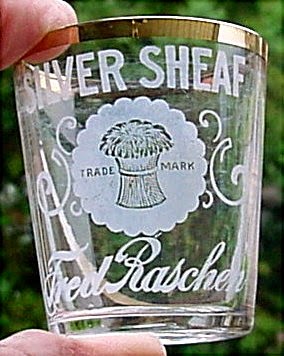 SILVER SHEAF
TRADE MARK
Fred Raschen